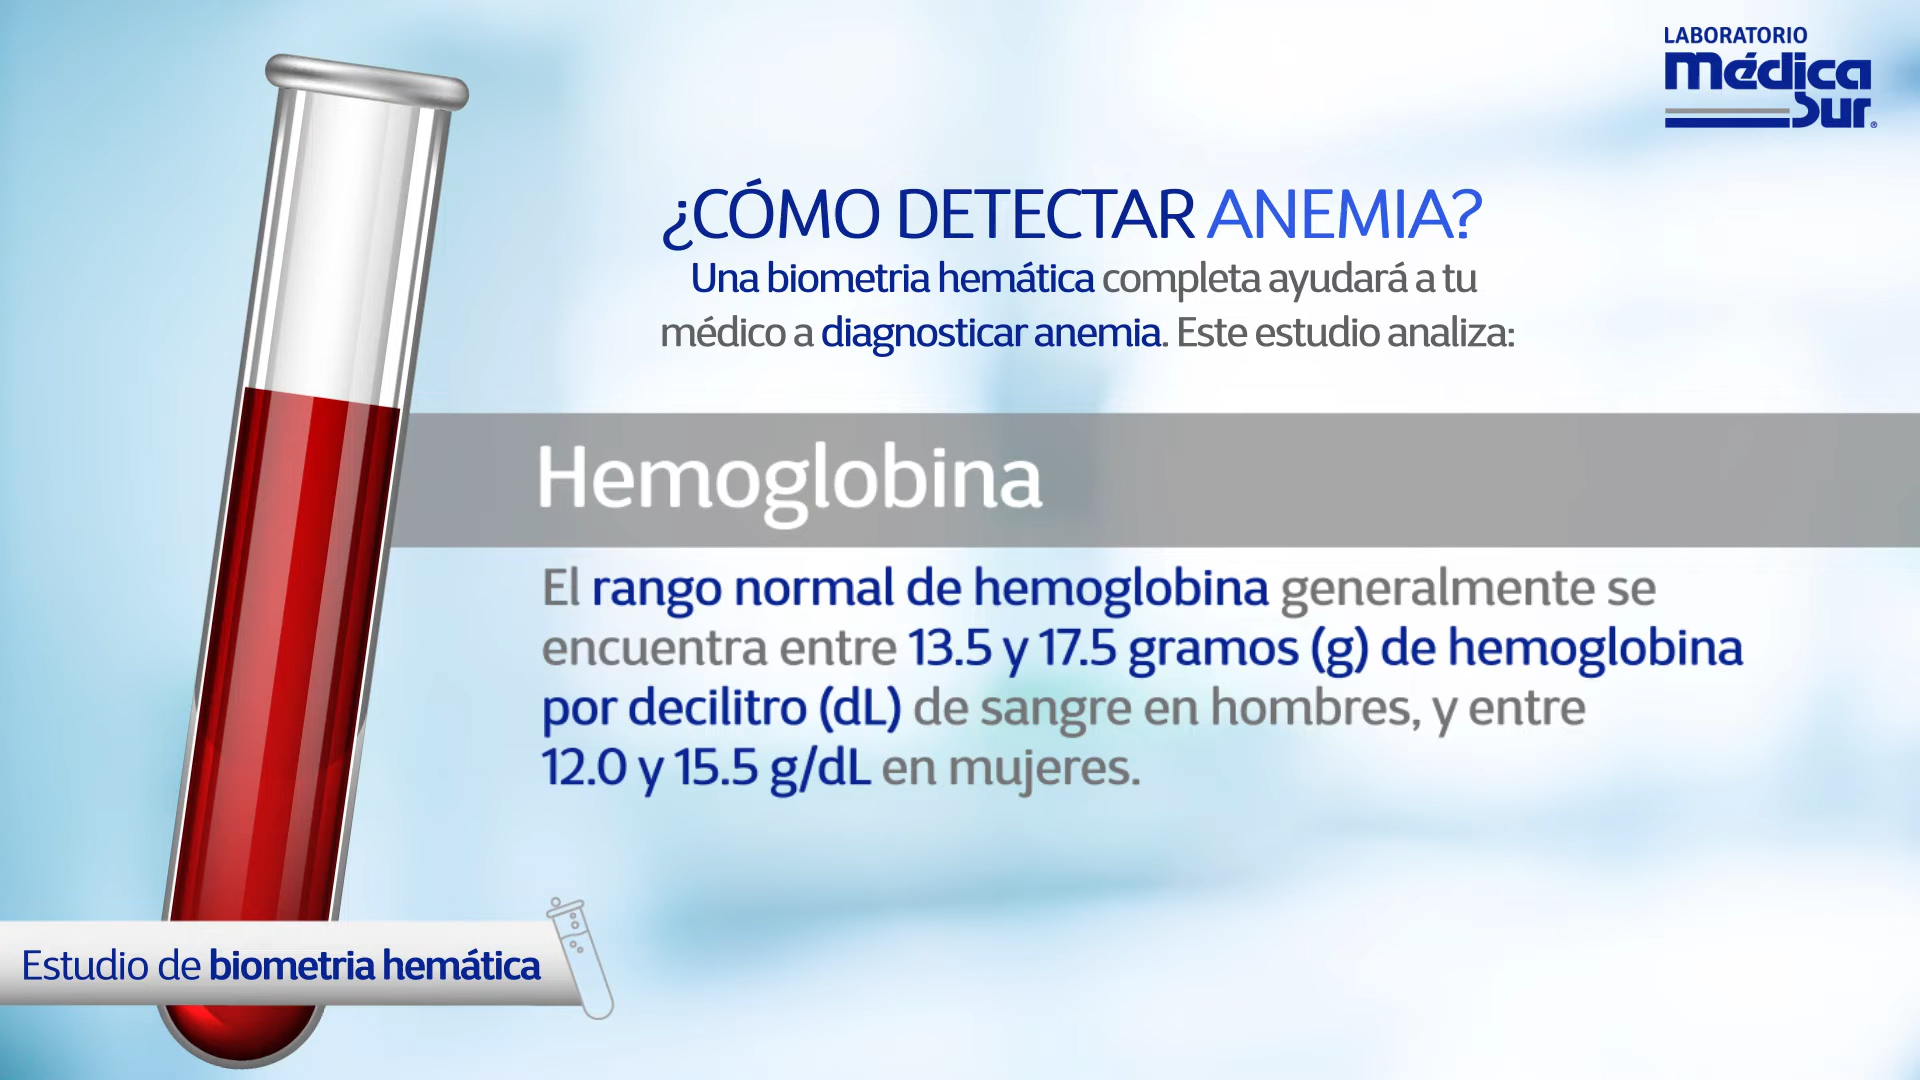 LABORATORIO
médica
Sur®
¿CÓMO DETECTAR ANEMIA?
Una biometria hemática completa ayudará a tu
médico a diagnosticar anemia. Este estudio analiza:
Hemoglobina
El rango normal de hemoglobina generalmente se
encuentra entre 13.5 y 17.5 gramos (g) de hemoglobina
por decilitro (dL) de sangre en hombres, y entre
12.0 y 15.5 g/dL en mujeres.
Estudio de biometria hemática